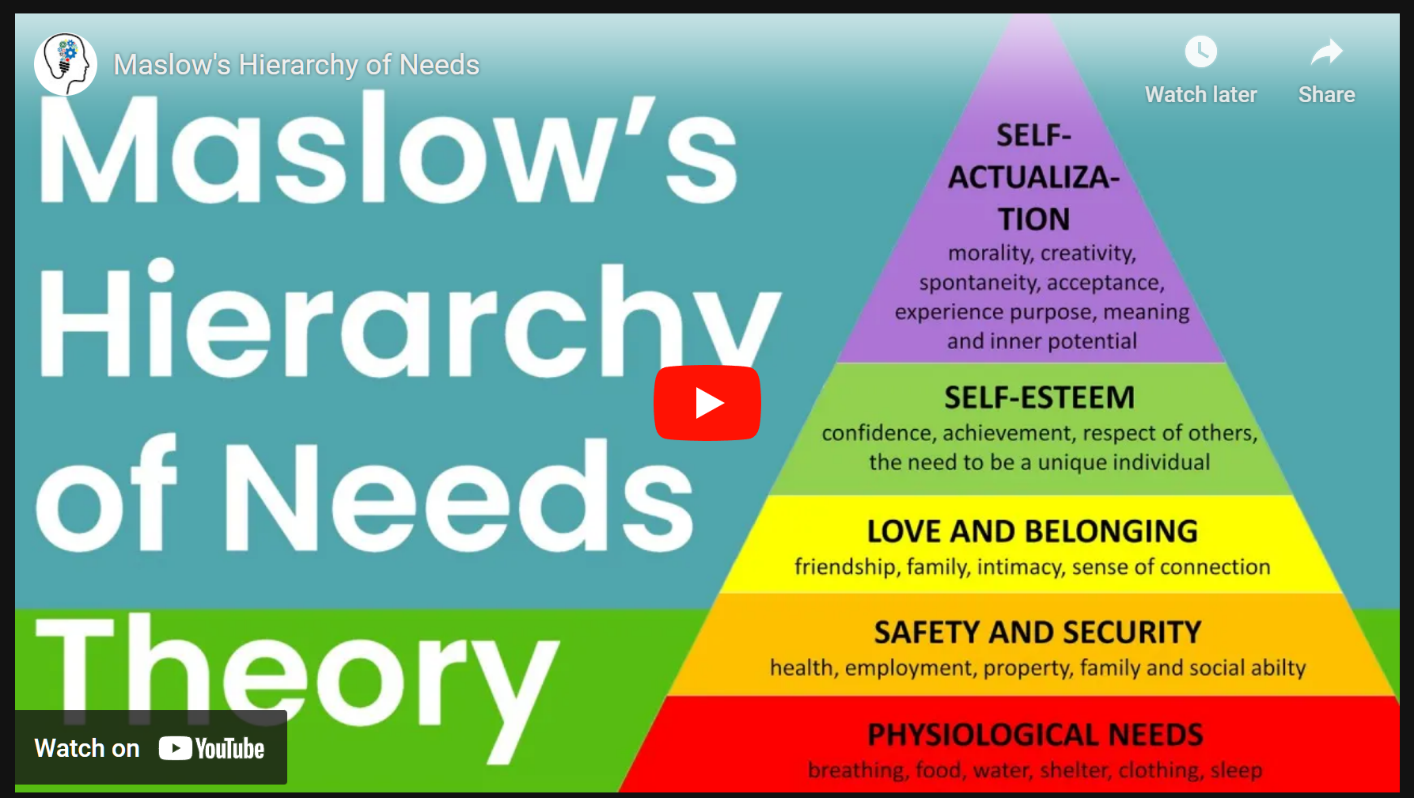 Maslow's Hierarchy of Needs
Watch later
Share
Maslow’s
Hierarchy
of Needs
Theory
SELF-
ACTUALIZA-
TION
morality, creativity,
spontaneity, acceptance,
experience purpose, meaning
and inner potential
SELF-ESTEEM
confidence, achievement, respect of others,
the need to be a unique individual
LOVE AND BELONGING
friendship, family, intimacy, sense of connection
SAFETY AND SECURITY
health, employment, property, family and social abilty
PHYSIOLOGICAL NEEDS
breathing, food, water, shelter, clothing, sleep
Watch on YouTube